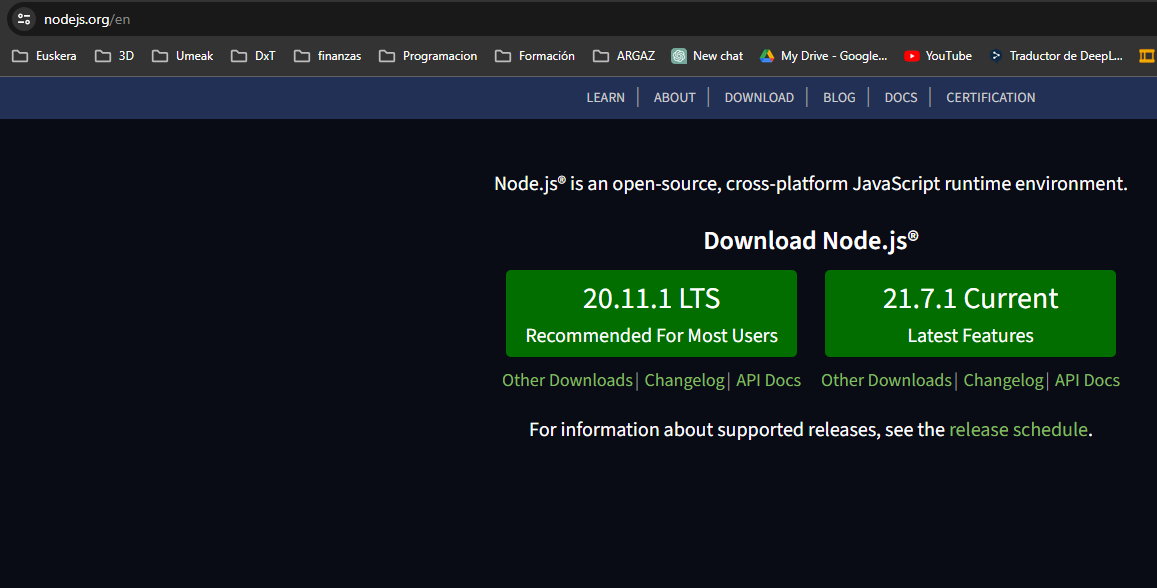 nodejs.org/en
Euskera 3D Umeak DxT finanzas Programacion Formación ARGAZ New chat My Drive - Google... YouTube Traductor de DeepL...
LEARN | ABOUT | DOWNLOAD | BLOG | DOCS | CERTIFICATION
Node.js® is an open-source, cross-platform JavaScript runtime environment.
Download Node.js®
20.11.1 LTS
Recommended For Most Users
21.7.1 Current
Latest Features
Other Downloads | Changelog | API Docs
Other Downloads | Changelog | API Docs
For information about supported releases, see the release schedule.